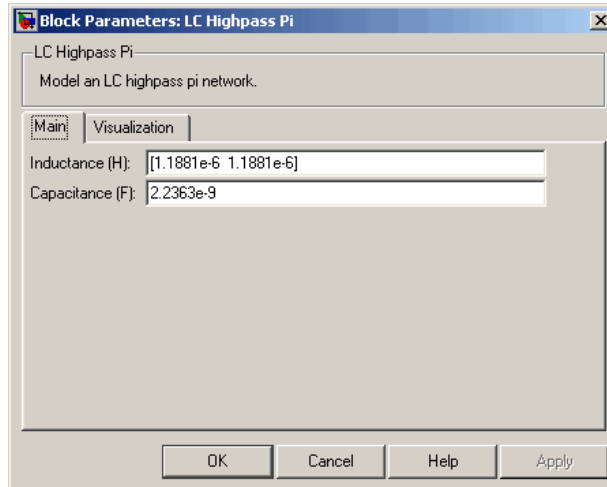 Block Parameters: LC Highpass Pi
LC Highpass Pi
Model an LC highpass pi network.
Main Visualization
Inductance (H): [1.1881e-6 1.1881e-6]
Capacitance (F): 2.2363e-9
OK Cancel Help Apply